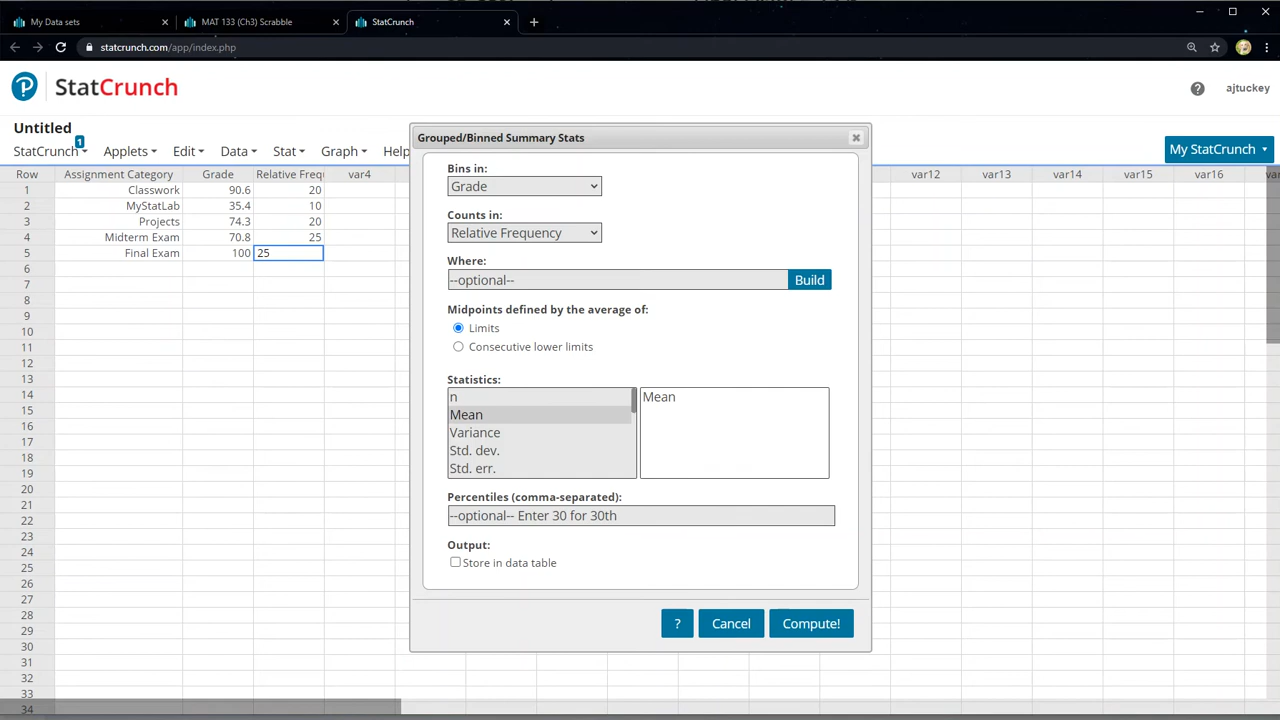 My Data sets
MAT 133 (Ch3) Scrabble
StatCrunch
statcrunch.com/app/index.php
StatCrunch
ajtuckey
Untitled
StatCrunch 1 Applets Edit Data Stat Graph Help
My StatCrunch
Row Assignment Category Grade Relative Frequ var4 var12 var13 var14 var15 var16
1 Classwork 90.6 20
2 MyStatLab 35.4 10
3 Projects 74.3 20
4 Midterm Exam 70.8 25
5 Final Exam 100 25
6
7
8
9
10
11
12
13
14
15
16
17
18
19
20
21
22
23
24
25
26
27
28
29
30
31
32
33
34
Grouped/Binned Summary Stats
Bins in:
Grade
Counts in:
Relative Frequency
Where:
--optional-- Build
Midpoints defined by the average of:
Limits
Consecutive lower limits
Statistics:
n
Mean
Variance
Std. dev.
Std. err.
Mean
Percentiles (comma-separated):
--optional-- Enter 30 for 30th
Output:
Store in data table
? Cancel Compute!